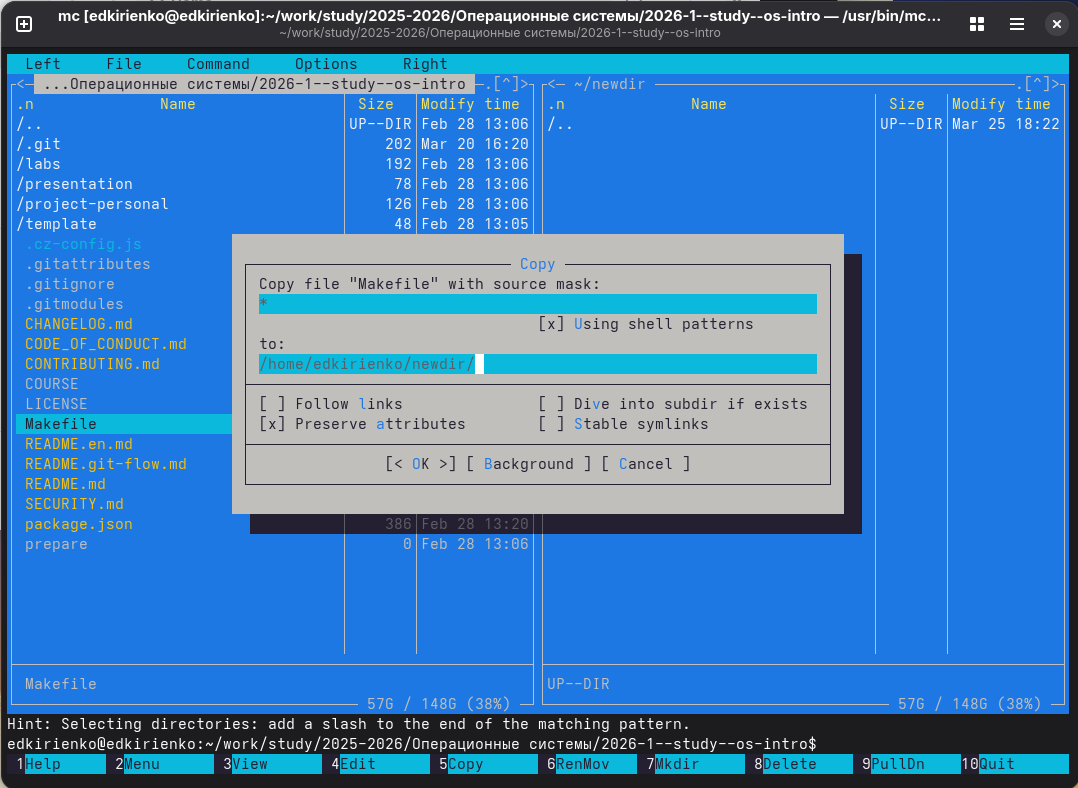 mc [edkirienko@edkirienko]:~/work/study/2025-2026/Операционные системы/2026-1--study--os-intro — /usr/bin/mc...
~/work/study/2025-2026/Операционные системы/2026-1--study--os-intro
Left File Command Options Right
<— ...Операционные системы/2026-1--study--os-intro —.[^]> <— ~/newdir .[^]>
.n Name Size Modify time .n Name Size Modify time
/.. UP--DIR Feb 28 13:06 /.. UP--DIR Mar 25 18:22
/.git 202 Mar 20 16:20
/labs 192 Feb 28 13:06
/presentation 78 Feb 28 13:06
/project-personal 126 Feb 28 13:06
/template 48 Feb 28 13:05
.cz-config.js
.gitattributes
.gitignore
.gitmodules
CHANGELOG.md
CODE_OF_CONDUCT.md
CONTRIBUTING.md
COURSE
LICENSE
Makefile
README.en.md
README.git-flow.md
README.md
SECURITY.md
package.json 386 Feb 28 13:20
prepare 0 Feb 28 13:06
Copy
Copy file "Makefile" with source mask:
*
[x] Using shell patterns
to:
/home/edkirienko/newdir/
[ ] Follow links [ ] Dive into subdir if exists
[x] Preserve attributes [ ] Stable symlinks
[< OK >] [ Background ] [ Cancel ]
Makefile UP--DIR
57G / 148G (38%) 57G / 148G (38%)
Hint: Selecting directories: add a slash to the end of the matching pattern.
edkirienko@edkirienko:~/work/study/2025-2026/Операционные системы/2026-1--study--os-intro$
1Help 2Menu 3View 4Edit 5Copy 6RenMov 7Mkdir 8Delete 9PullDn 10Quit